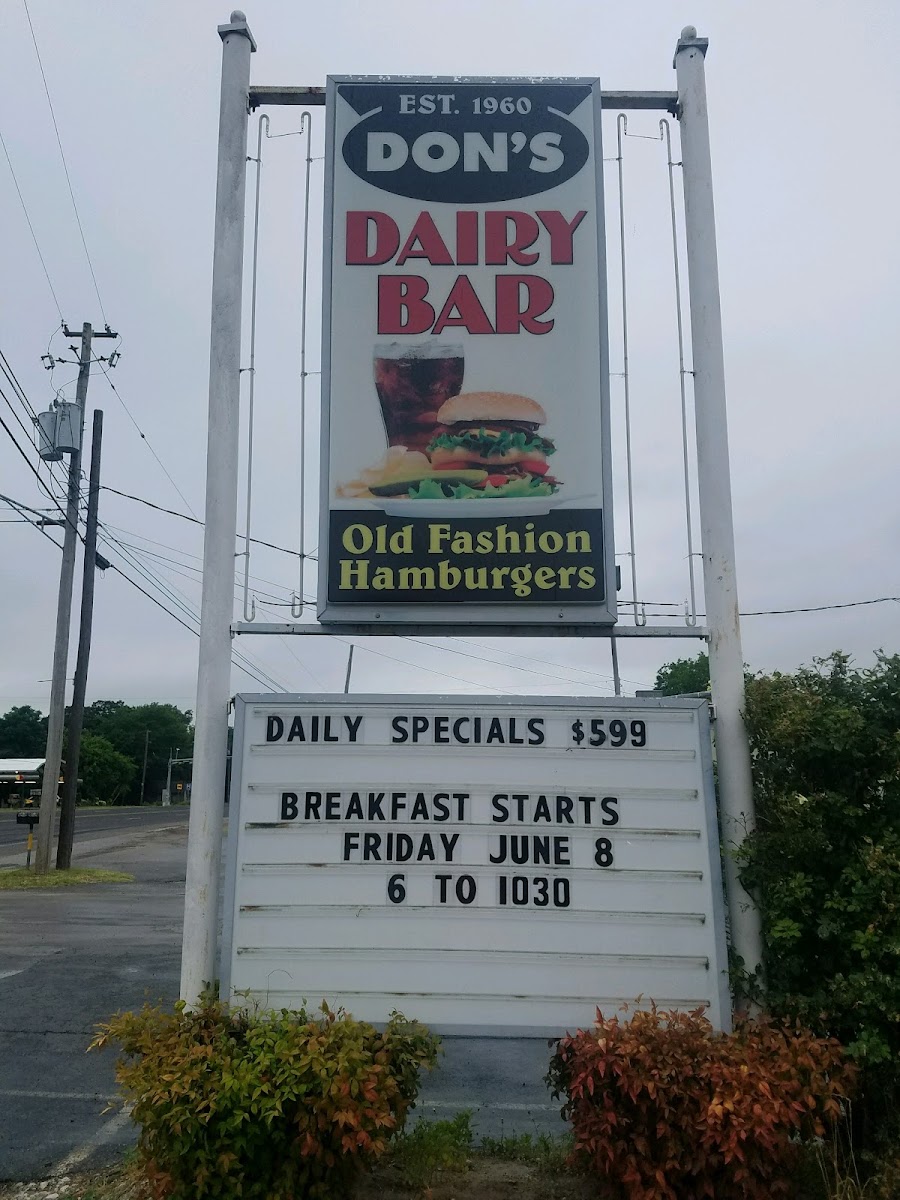 EST. 1960
DON'S
DAIRY
BAR
Old Fashion
Hamburgers
DAILY SPECIALS $599
BREAKFAST STARTS
FRIDAY JUNE 8
6 TO 1030